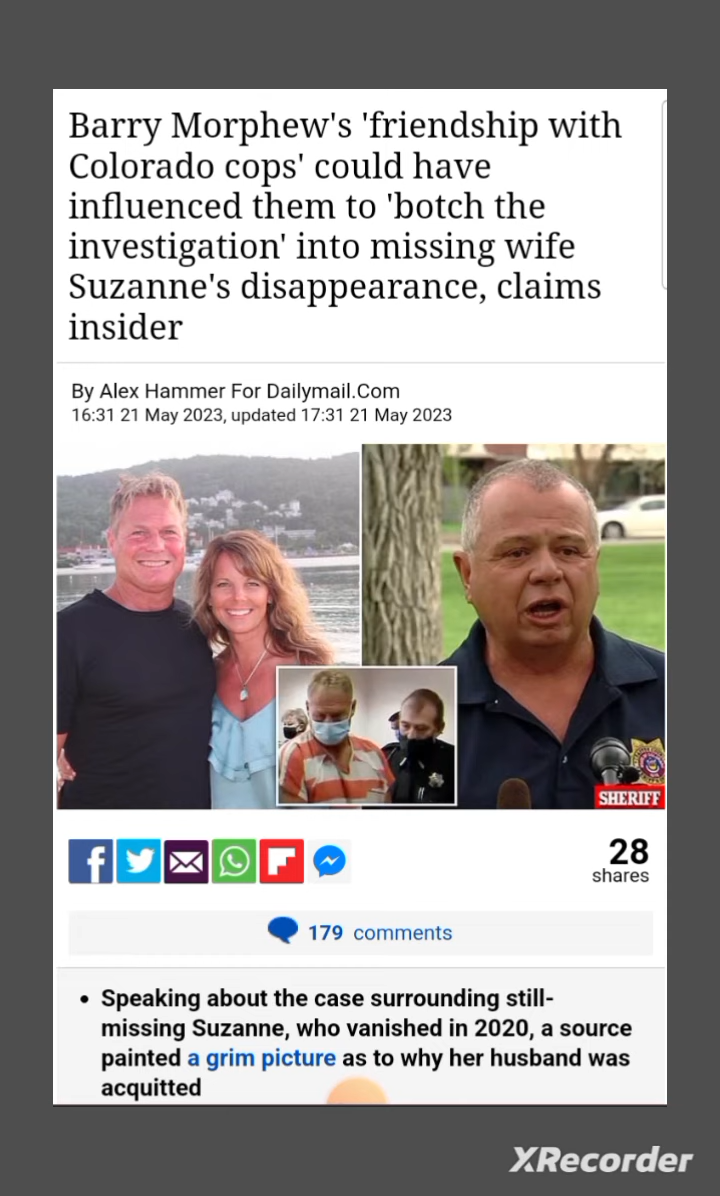 Barry Morphew's 'friendship with
Colorado cops' could have
influenced them to 'botch the
investigation' into missing wife
Suzanne's disappearance, claims
insider
By Alex Hammer For Dailymail.Com
16:31 21 May 2023, updated 17:31 21 May 2023
SHERIFF
28
shares
179 comments
• Speaking about the case surrounding still-
missing Suzanne, who vanished in 2020, a source
painted a grim picture as to why her husband was
acquitted
XRecorder